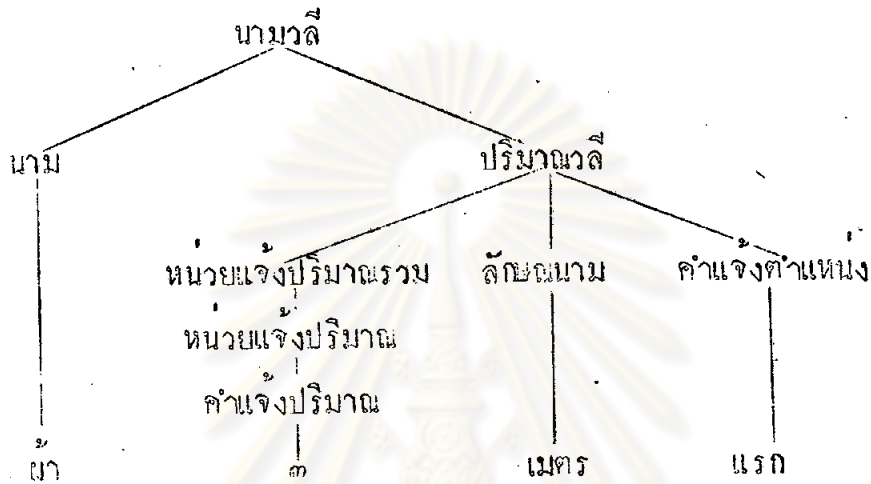 นามวลี
นาม ปริมาณวลี
หน่วยแจ้งปริมาณรวม ลักษณนาม คำแจ้งตำแหน่ง
หน่วยแจ้งปริมาณ
คำแจ้งปริมาณ
ผ้า ๓ เมตร แรก